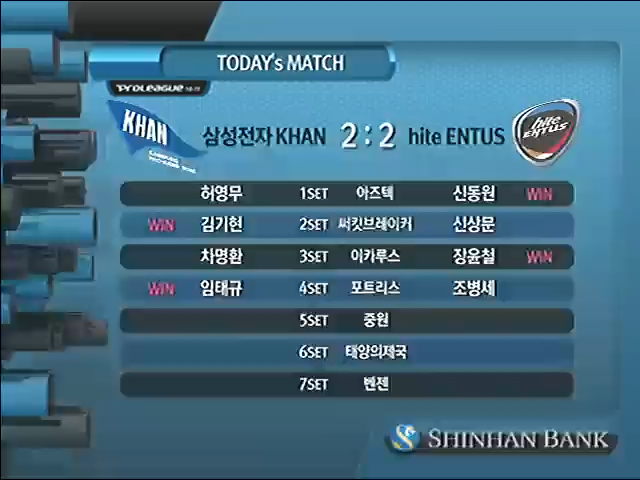 TODAY's MATCH
PROLEAGUE 10-11
KHAN
삼성전자 KHAN 2 : 2 hite ENTUS
hite ENTUS
허영무 1SET 아즈텍 신동원 WIN
WIN 김기현 2SET 써킷브레이커 신상문
차명환 3SET 이카루스 장윤철 WIN
WIN 임태규 4SET 포트리스 조병세
5SET 중원
6SET 태양의제국
7SET 벤젠
SHINHAN BANK